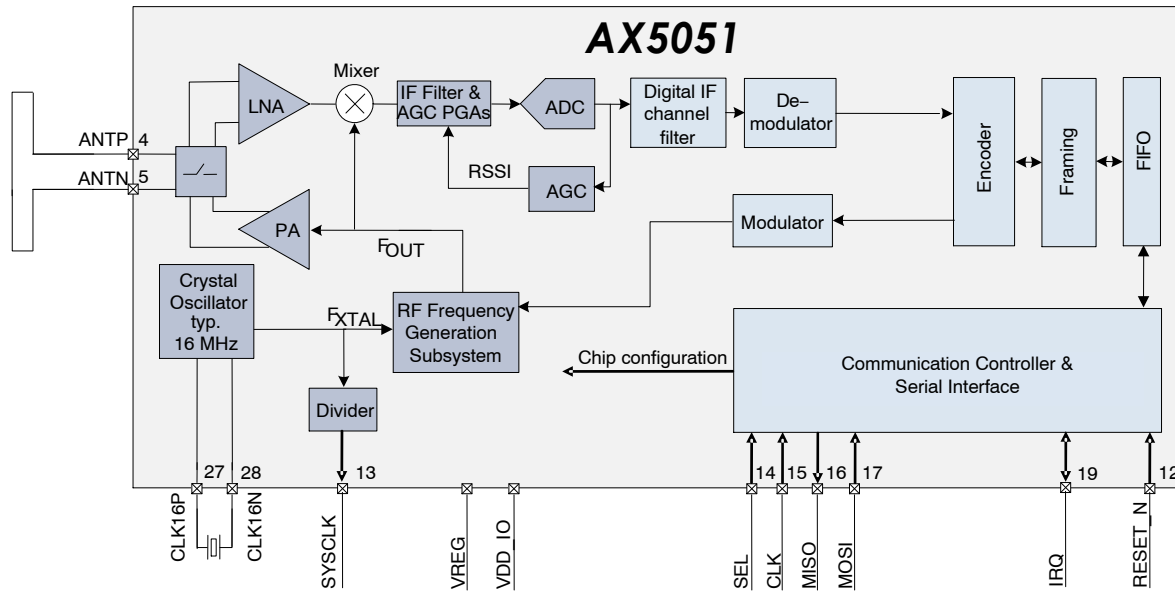 AX5051
Mixer
LNA
IF Filter &
AGC PGAs
ADC
Digital IF
channel
filter
De–
modulator
Encoder
Framing
FIFO
ANTP 4
ANTN 5
RSSI
AGC
PA
FOUT
Modulator
Crystal
Oscillator
typ.
16 MHz
FXTAL
RF Frequency
Generation
Subsystem
Chip configuration
Communication Controller &
Serial Interface
Divider
27
28
13
14
15
16
17
19
12
CLK16P
CLK16N
SYSCLK
VREG
VDD_IO
SEL
CLK
MISO
MOSI
IRQ
RESET_N